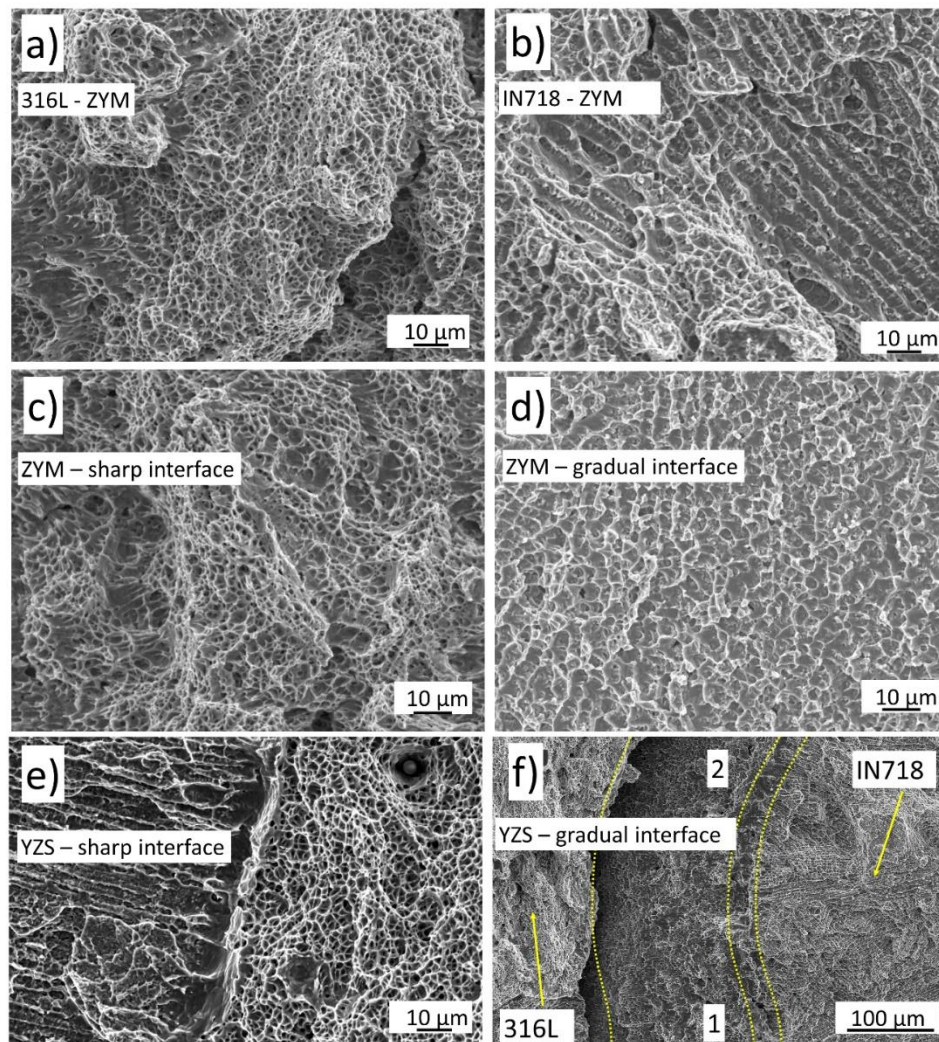 a)
316L - ZYM
10 µm
b)
IN718 - ZYM
10 µm
c)
ZYM – sharp interface
10 µm
d)
ZYM – gradual interface
10 µm
e)
YZS – sharp interface
10 µm
f)
2
IN718
YZS – gradual interface
316L
1
100 µm